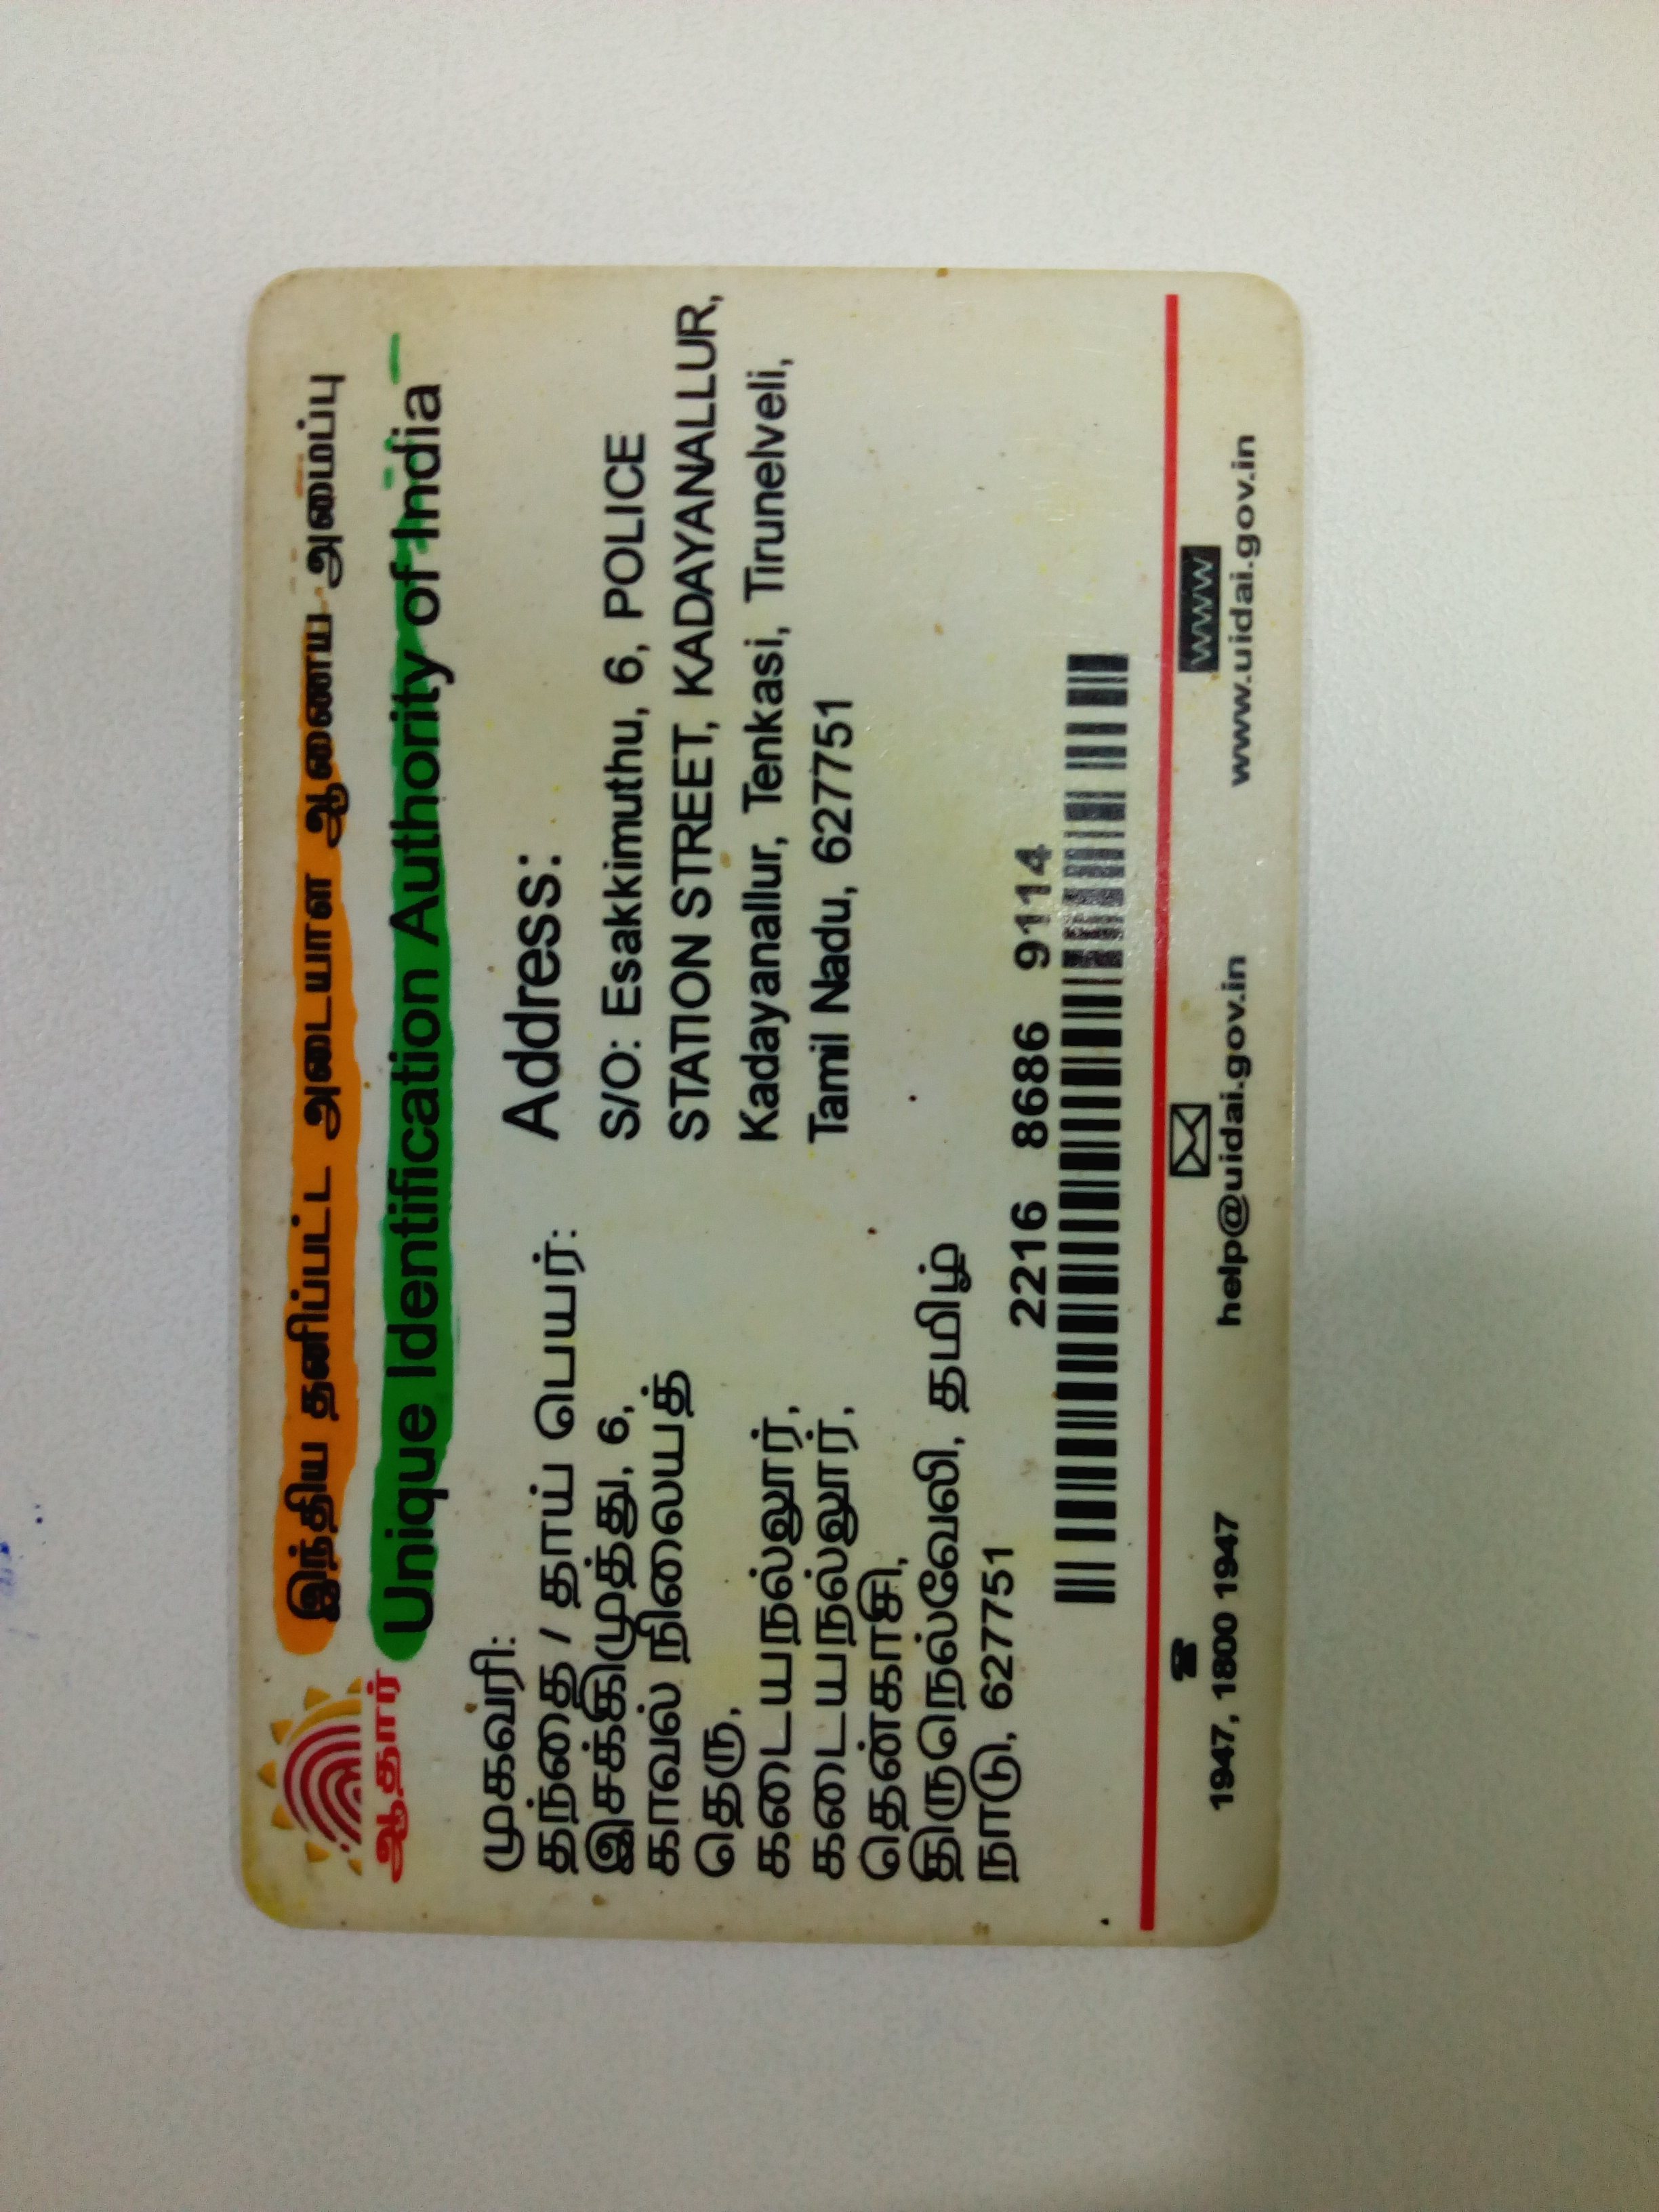 இந்திய தனிப்பட்ட அடையாள ஆணைய அமைப்பு
Unique Identification Authority of India
ஆதார்
முகவரி:
தந்தை / தாய் பெயர்:
இசக்கிமுத்து, 6,
காவல் நிலையத்
தெரு,
கடையநல்லூர்,
கடையநல்லூர்,
தென்காசி,
திருநெல்வேலி, தமிழ்
நாடு, 627751
Address:
S/O: Esakkimuthu, 6, POLICE
STATION STREET, KADAYANALLUR,
Kadayanallur, Tenkasi, Tirunelveli,
Tamil Nadu, 627751
2216 8686 9114
1947, 1800 1947
help@uidai.gov.in
www
www.uidai.gov.in